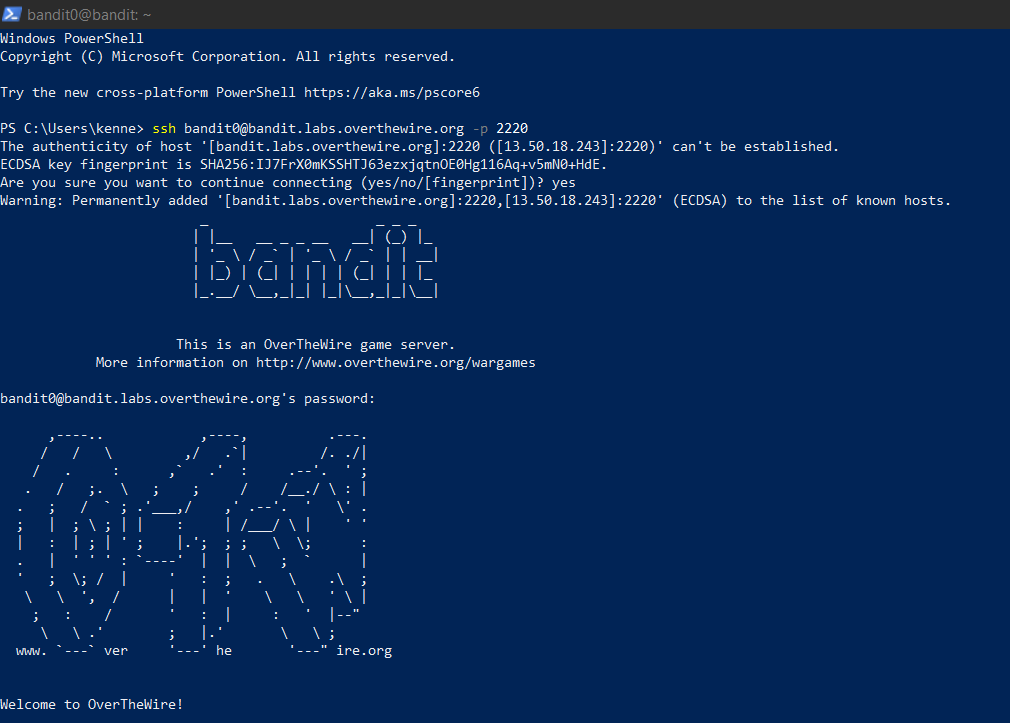 bandit0@bandit: ~
Windows PowerShell
Copyright (C) Microsoft Corporation. All rights reserved.
Try the new cross-platform PowerShell https://aka.ms/pscore6
PS C:\Users\kenne> ssh bandit0@bandit.labs.overthewire.org -p 2220
The authenticity of host '[bandit.labs.overthewire.org]:2220 ([13.50.18.243]:2220)' can't be established.
ECDSA key fingerprint is SHA256:IJ7FrX0mKSSHTJ63ezxjqtnOE0Hg116Aq+v5mN0+HdE.
Are you sure you want to continue connecting (yes/no/[fingerprint])? yes
Warning: Permanently added '[bandit.labs.overthewire.org]:2220,[13.50.18.243]:2220' (ECDSA) to the list of known hosts.
bandit
This is an OverTheWire game server.
More information on http://www.overthewire.org/wargames
bandit0@bandit.labs.overthewire.org's password:
www. `---` ver '---' he '---" ire.org
Welcome to OverTheWire!